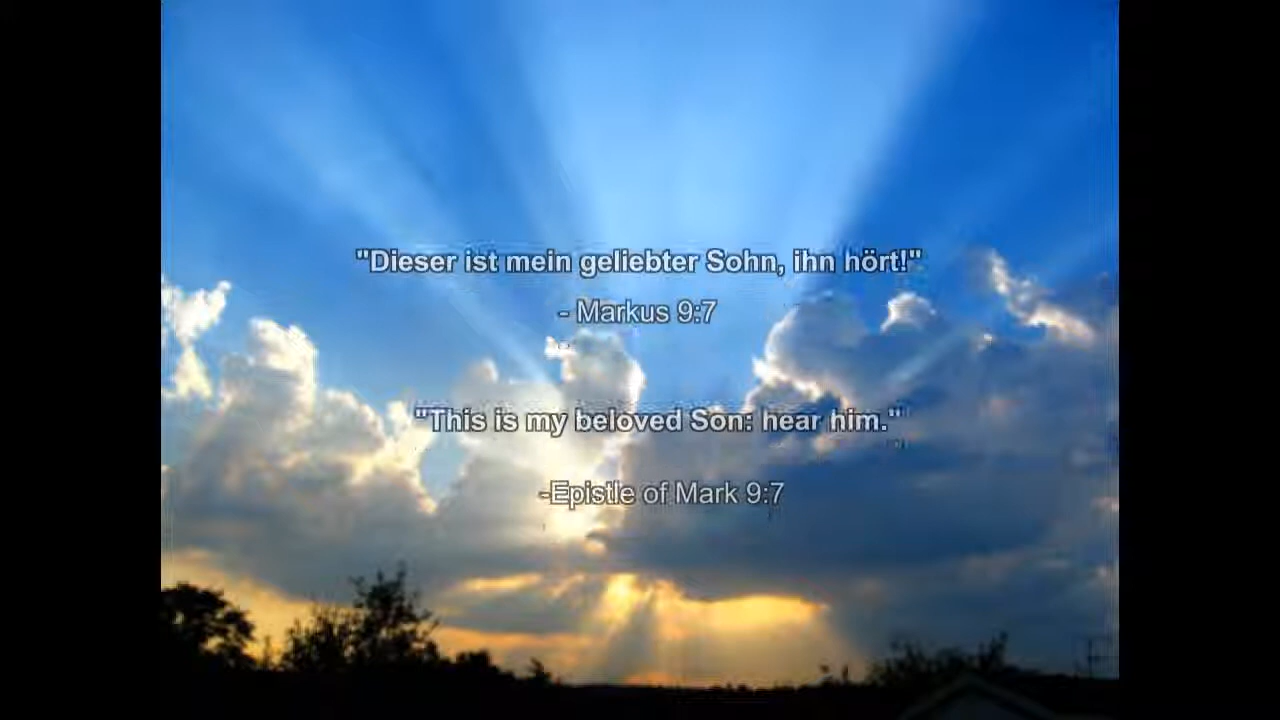 "Dieser ist mein geliebter Sohn, ihn hört!"
- Markus 9:7
"This is my beloved Son: hear him."
-Epistle of Mark 9:7